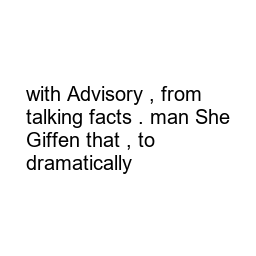 with Advisory , from
talking facts . man She
Giffen that , to
dramatically